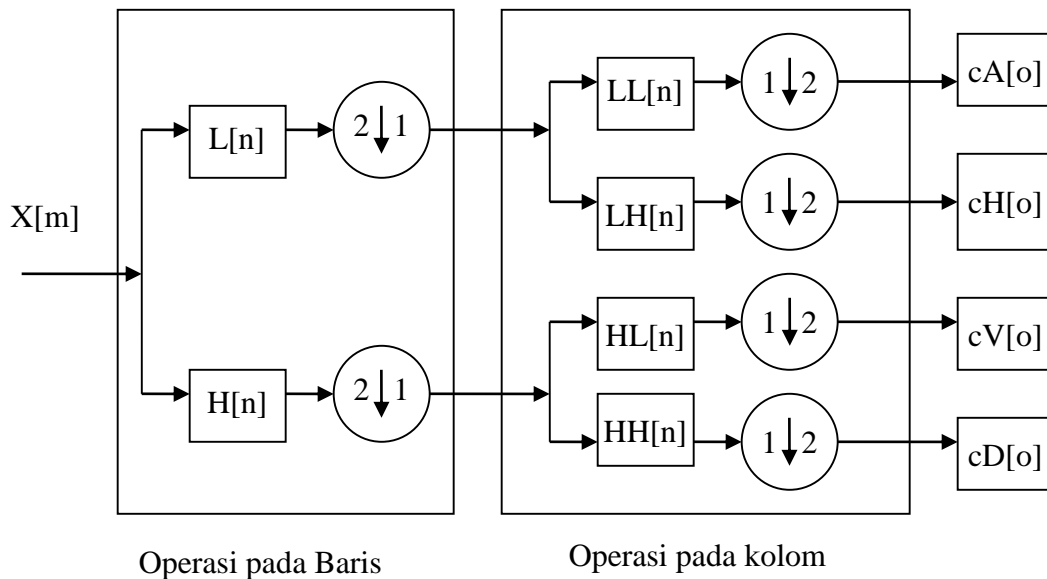 X[m]
L[n]
2↓1
H[n]
2↓1
Operasi pada Baris
LL[n]
1↓2
cA[o]
LH[n]
1↓2
cH[o]
HL[n]
1↓2
cV[o]
HH[n]
1↓2
cD[o]
Operasi pada kolom